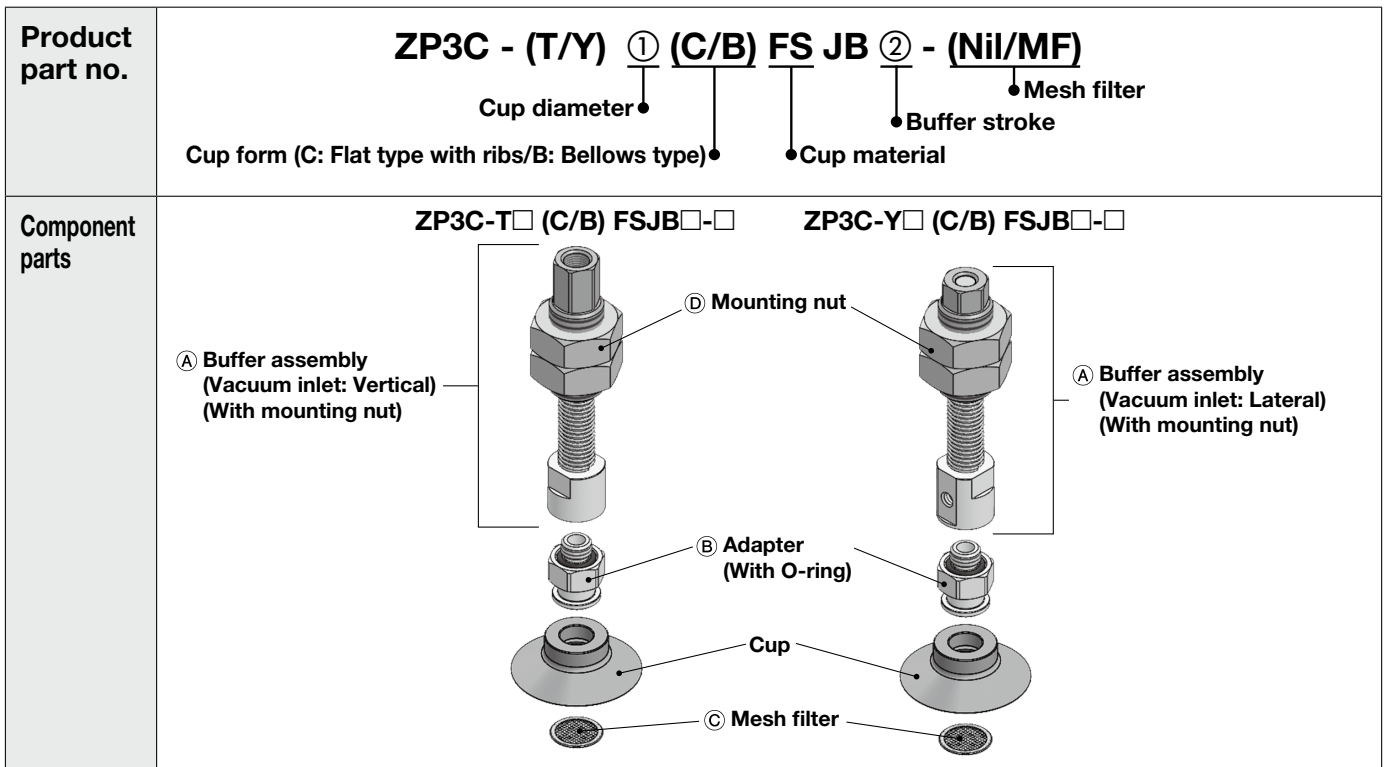 Product
part no.
ZP3C - (T/Y) ① (C/B) FS JB ② - (Nil/MF)
Mesh filter
Cup diameter
Buffer stroke
Cup form (C: Flat type with ribs/B: Bellows type)
Cup material
Component
parts
ZP3C-T□ (C/B) FSJB□-□
ZP3C-Y□ (C/B) FSJB□-□
Ⓓ Mounting nut
Ⓐ Buffer assembly
(Vacuum inlet: Vertical)
(With mounting nut)
Ⓐ Buffer assembly
(Vacuum inlet: Lateral)
(With mounting nut)
Ⓑ Adapter
(With O-ring)
Cup
Ⓒ Mesh filter